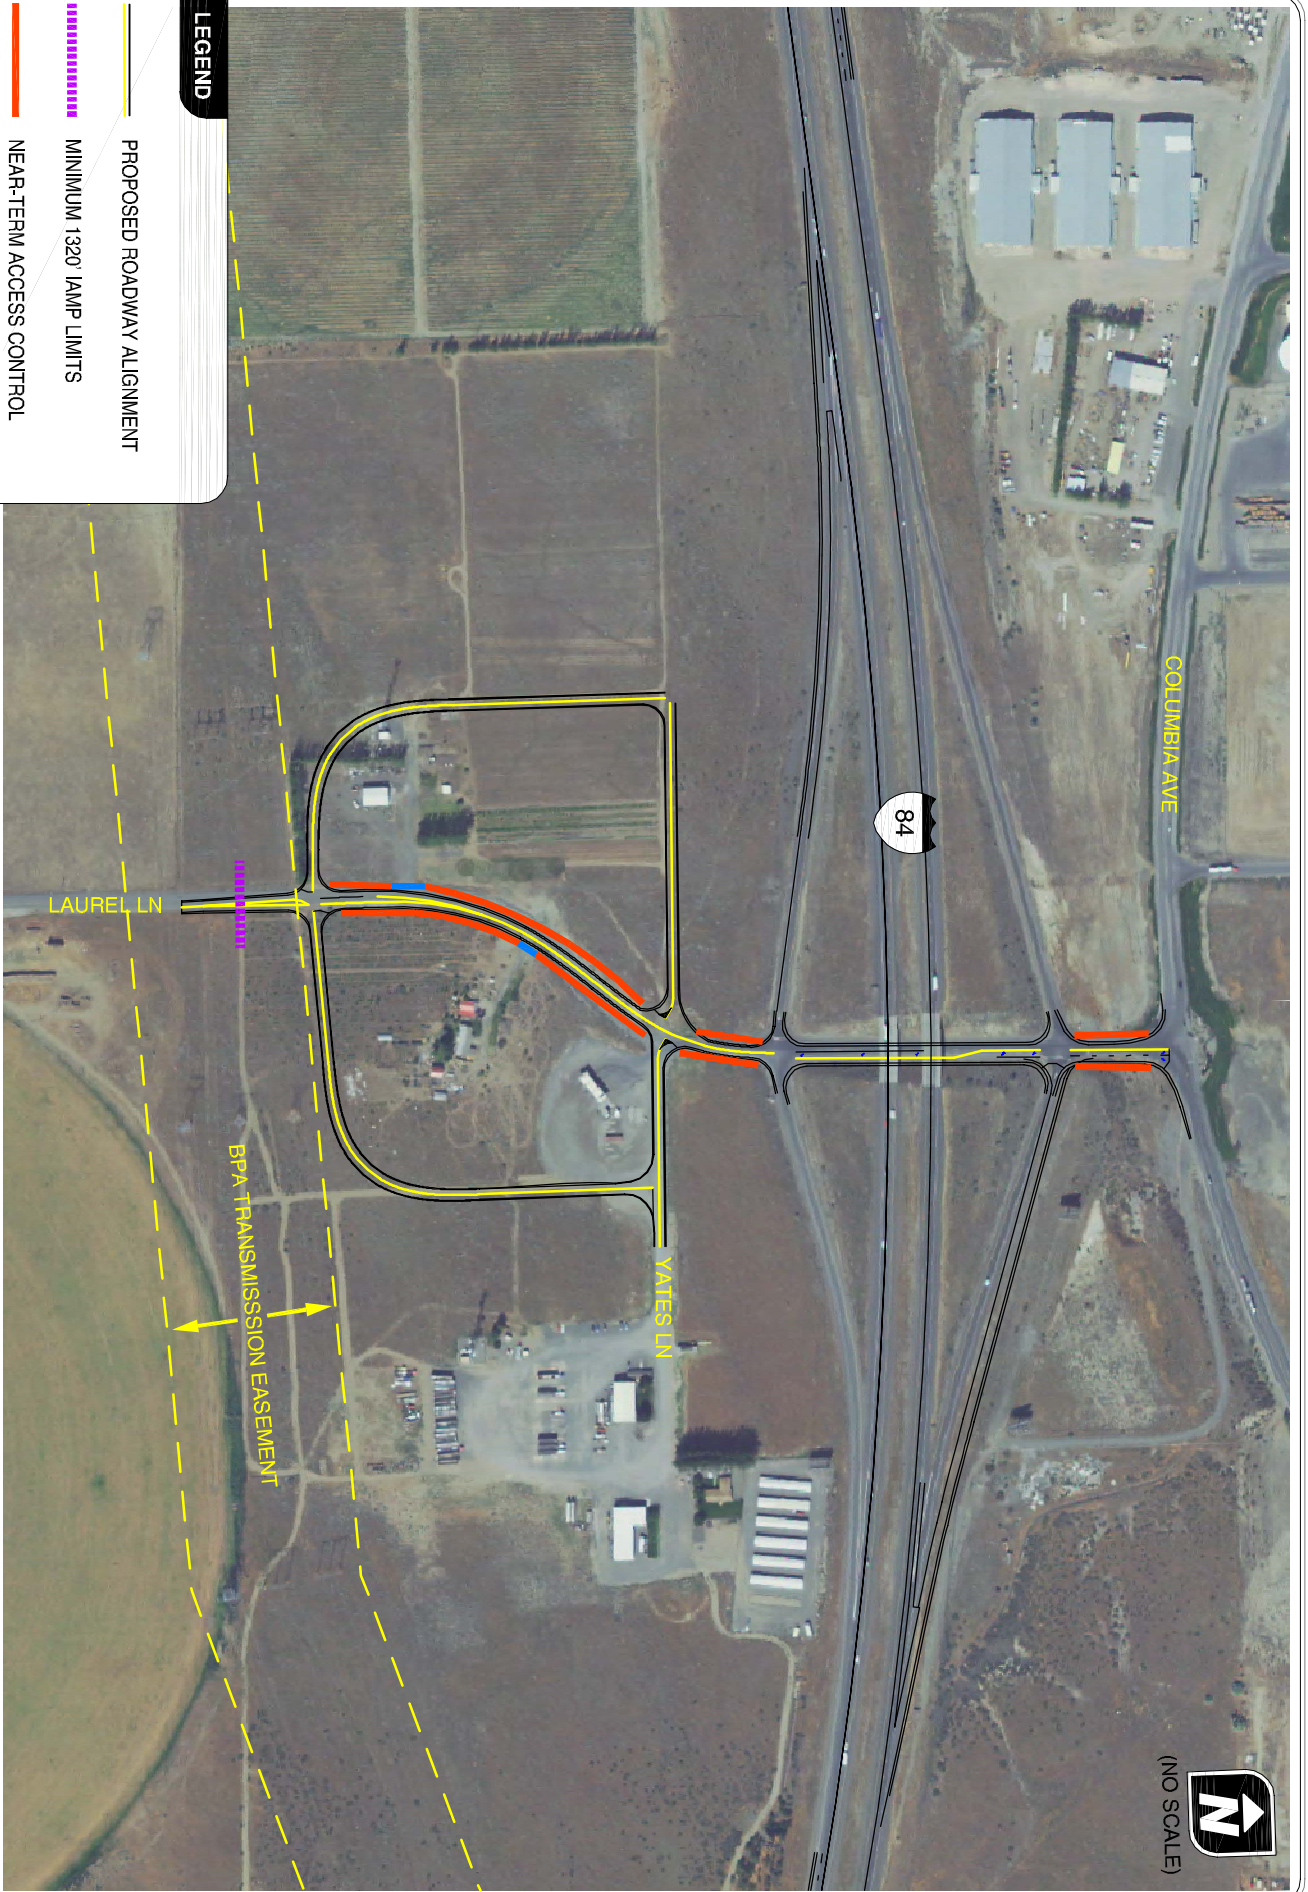 N
(NO SCALE)
COLUMBIA AVE
84
YATES LN
LAUREL LN
BPA TRANSMISSSION EASEMENT
LEGEND
PROPOSED ROADWAY ALIGNMENT
MINIMUM 1320' IAMP LIMITS
NEAR-TERM ACCESS CONTROL